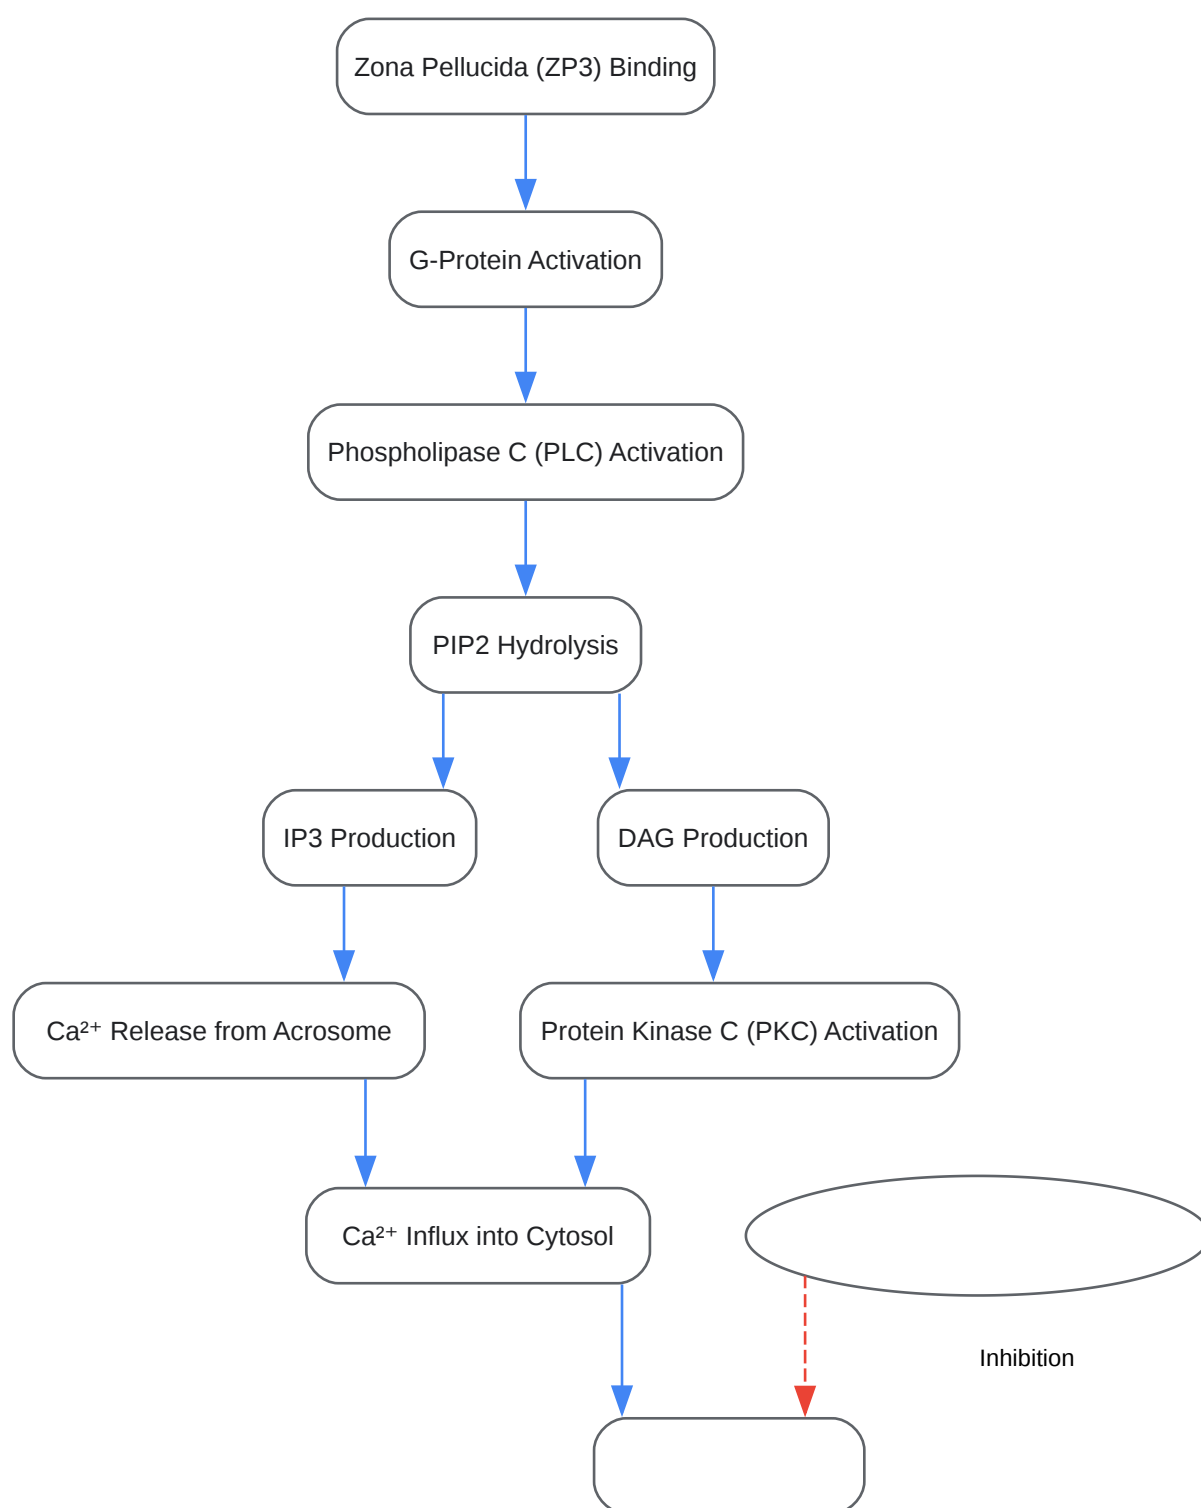 Zona Pellucida (ZP3) Binding
G-Protein Activation
Phospholipase C (PLC) Activation
PIP2 Hydrolysis
IP3 Production
DAG Production
Ca²⁺ Release from Acrosome
Protein Kinase C (PKC) Activation
Ca²⁺ Influx into Cytosol
Inhibition